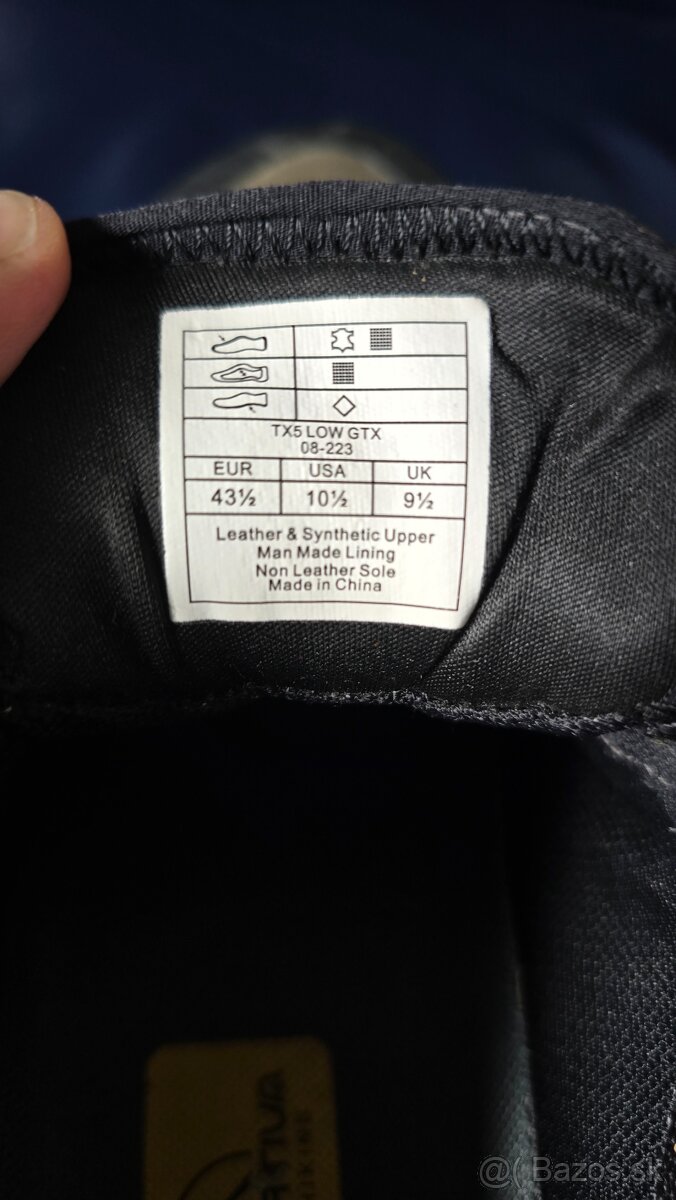 TX5 LOW GTX
08-223
EUR USA UK
43½ 10½ 9½
Leather & Synthetic Upper
Man Made Lining
Non Leather Sole
Made in China
@( Bazos.sk